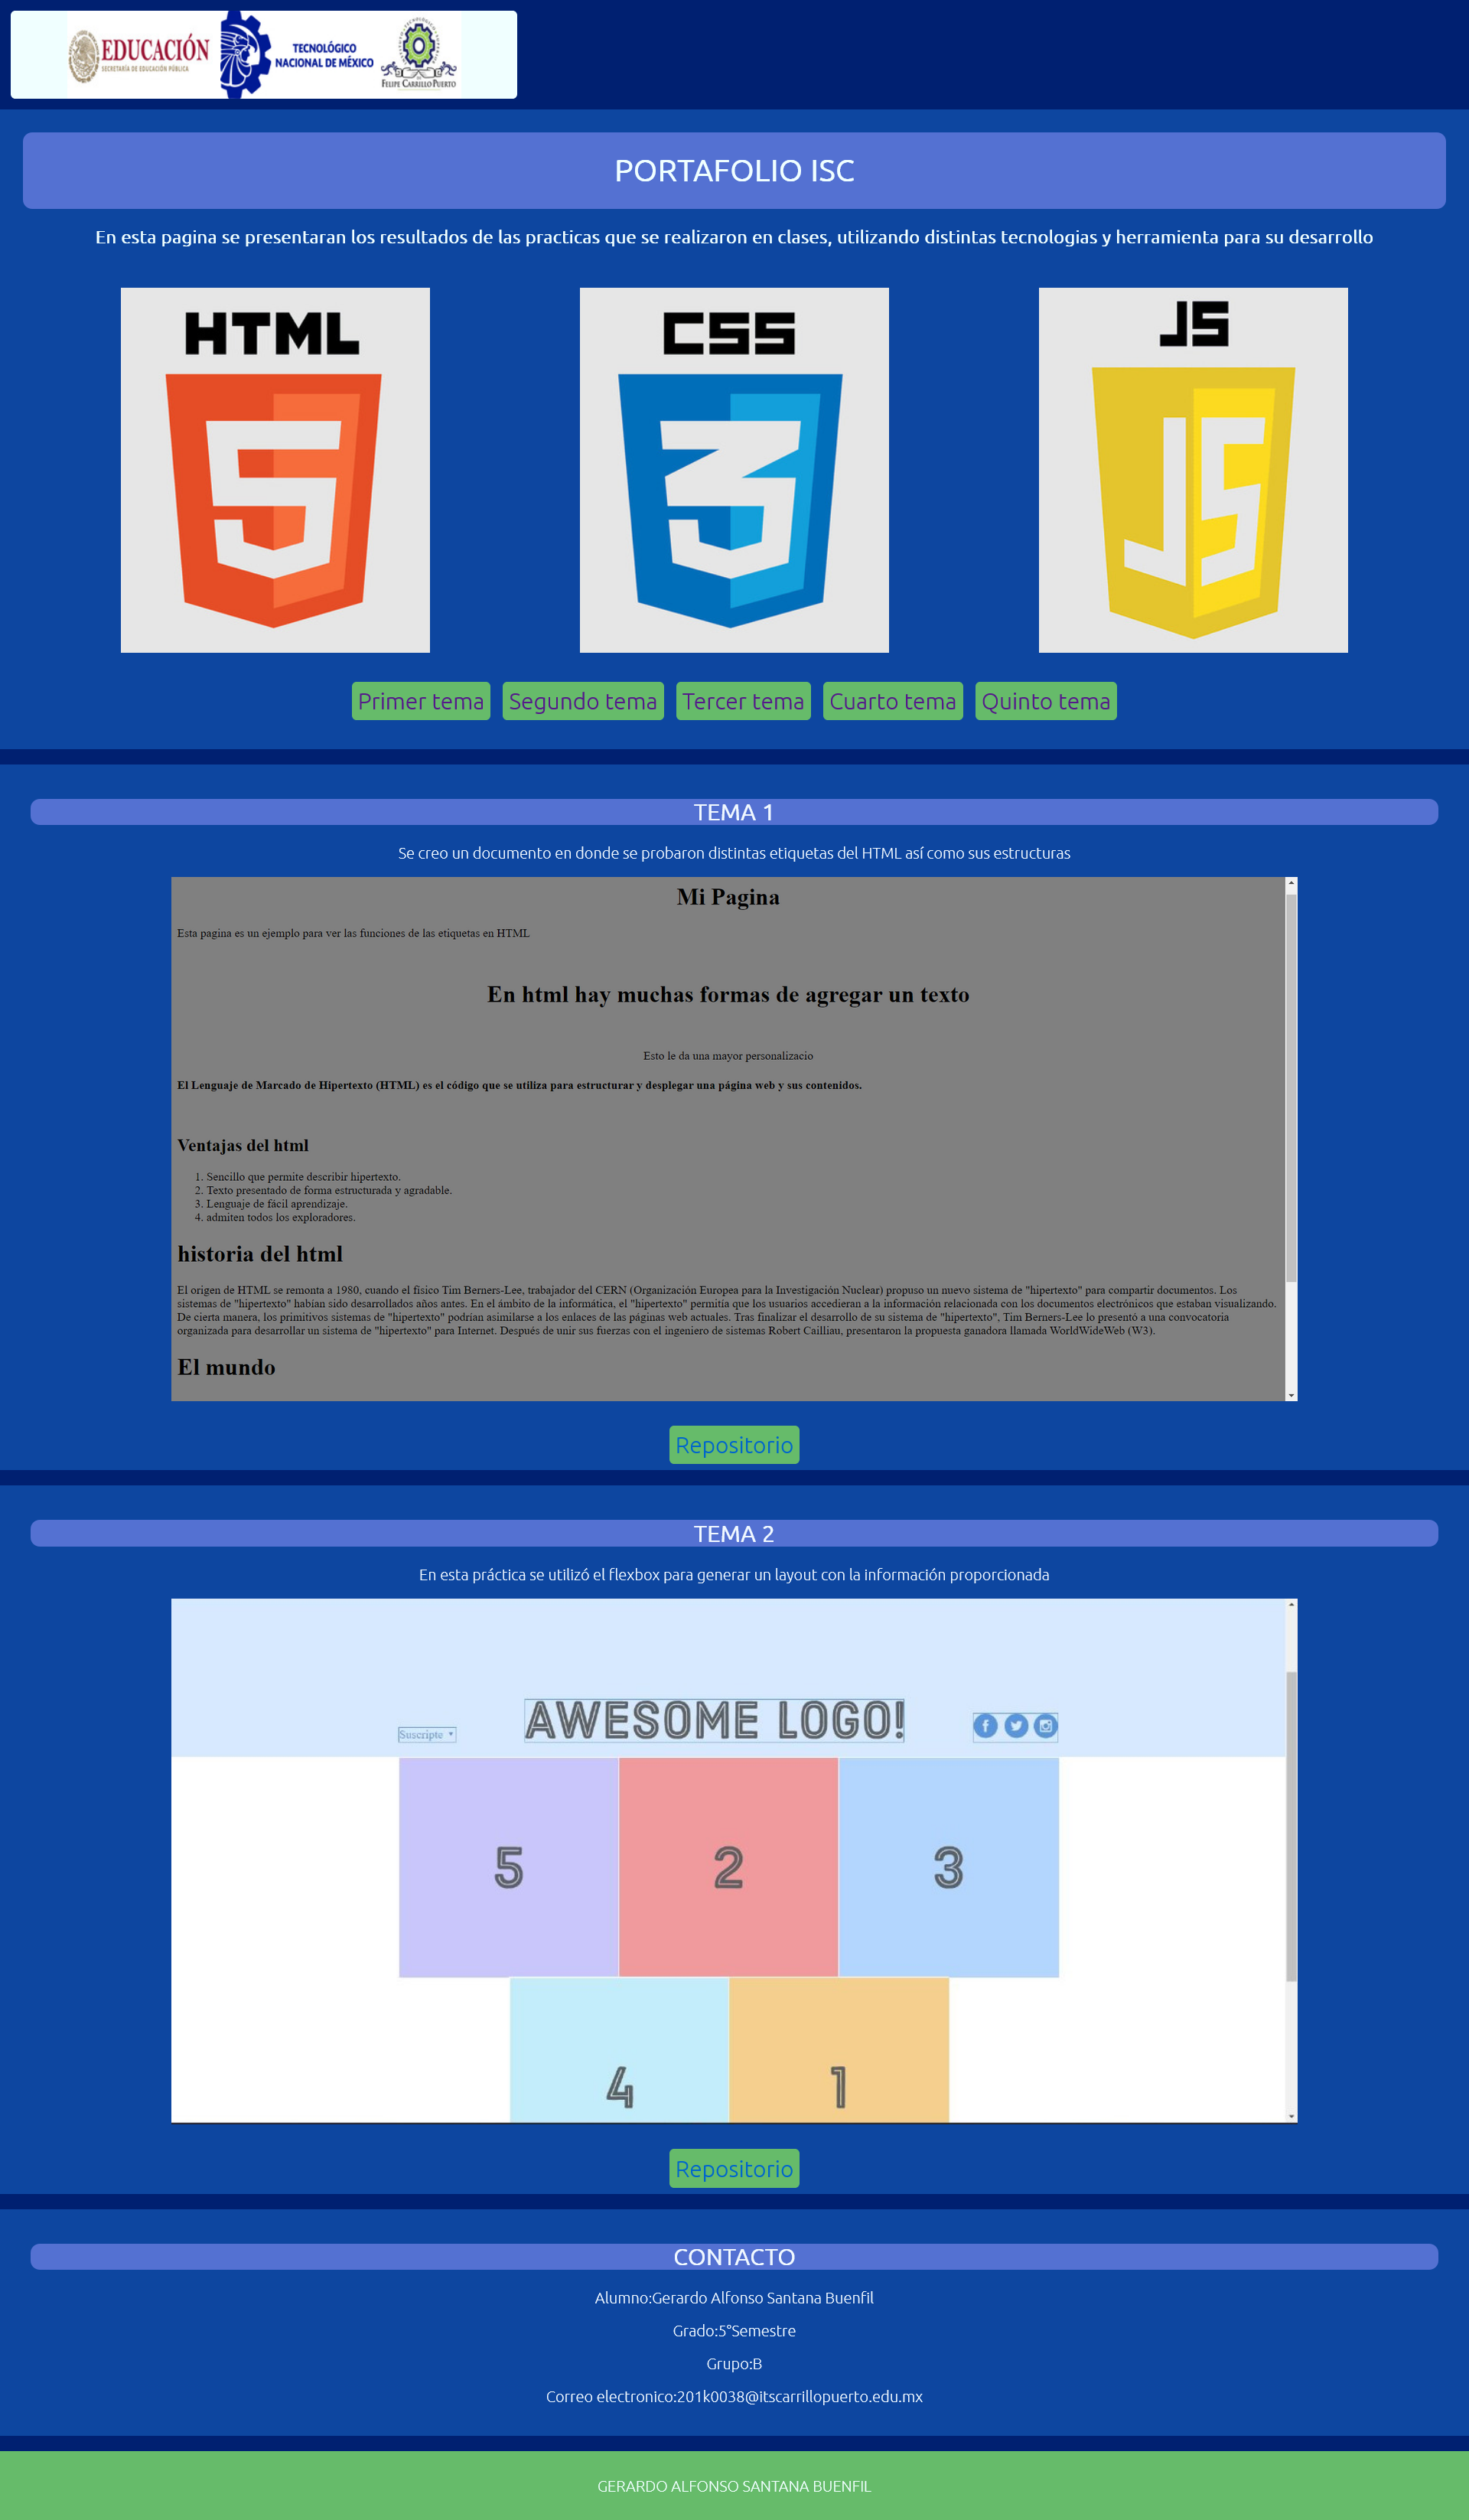 EDUCACIÓN
SECRETARÍA DE EDUCACIÓN PÚBLICA
TECNOLÓGICO
NACIONAL DE MÉXICO
FELIPE CARRILLO PUERTO
PORTAFOLIO ISC
En esta pagina se presentaran los resultados de las practicas que se realizaron en clases, utilizando distintas tecnologias y herramienta para su desarrollo
HTML
CSS
JS
5
3
JS
Primer tema
Segundo tema
Tercer tema
Cuarto tema
Quinto tema
TEMA 1
Se creo un documento en donde se probaron distintas etiquetas del HTML así como sus estructuras
Mi Pagina
Esta pagina es un ejemplo para ver las funciones de las etiquetas en HTML
En html hay muchas formas de agregar un texto
Esto le da una mayor personalizacio
El Lenguaje de Marcado de Hipertexto (HTML) es el código que se utiliza para estructurar y desplegar una página web y sus contenidos.
Ventajas del html
1. Sencillo que permite describir hipertexto.
2. Texto presentado de forma estructurada y agradable.
3. Lenguaje de fácil aprendizaje.
4. admiten todos los exploradores.
historia del html
El origen de HTML se remonta a 1980, cuando el físico Tim Berners-Lee, trabajador del CERN (Organización Europea para la Investigación Nuclear) propuso un nuevo sistema de "hipertexto" para compartir documentos. Los
sistemas de "hipertexto" habían sido desarrollados años antes. En el ámbito de la informática, el "hipertexto" permitía que los usuarios accedieran a la información relacionada con los documentos electrónicos que estaban visualizando.
De cierta manera, los primitivos sistemas de "hipertexto" podrían asimilarse a los enlaces de las páginas web actuales. Tras finalizar el desarrollo de su sistema de "hipertexto", Tim Berners-Lee lo presentó a una convocatoria
organizada para desarrollar un sistema de "hipertexto" para Internet. Después de unir sus fuerzas con el ingeniero de sistemas Robert Cailliau, presentaron la propuesta ganadora llamada WorldWideWeb (W3).
El mundo
Repositorio
TEMA 2
En esta práctica se utilizó el flexbox para generar un layout con la información proporcionada
Suscripte
AWESOME LOGO!
5
2
3
4
1
Repositorio
CONTACTO
Alumno:Gerardo Alfonso Santana Buenfil
Grado:5°Semestre
Grupo:B
Correo electronico:201k0038@itscarrillopuerto.edu.mx
GERARDO ALFONSO SANTANA BUENFIL